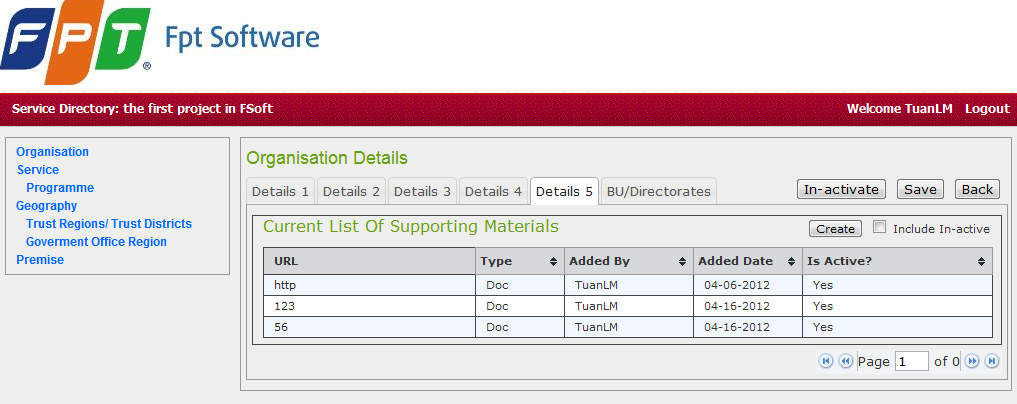 FPT® Fpt Software
Service Directory: the first project in FSoft Welcome TuanLM Logout
Organisation
Service
Programme
Geography
Trust Regions/ Trust Districts
Goverment Office Region
Premise
Organisation Details
Details 1 Details 2 Details 3 Details 4 Details 5 BU/Directorates In-activate Save Back
Current List Of Supporting Materials Create Include In-active
URL Type Added By Added Date Is Active?
http Doc TuanLM 04-06-2012 Yes
123 Doc TuanLM 04-16-2012 Yes
56 Doc TuanLM 04-16-2012 Yes
Page 1 of 0